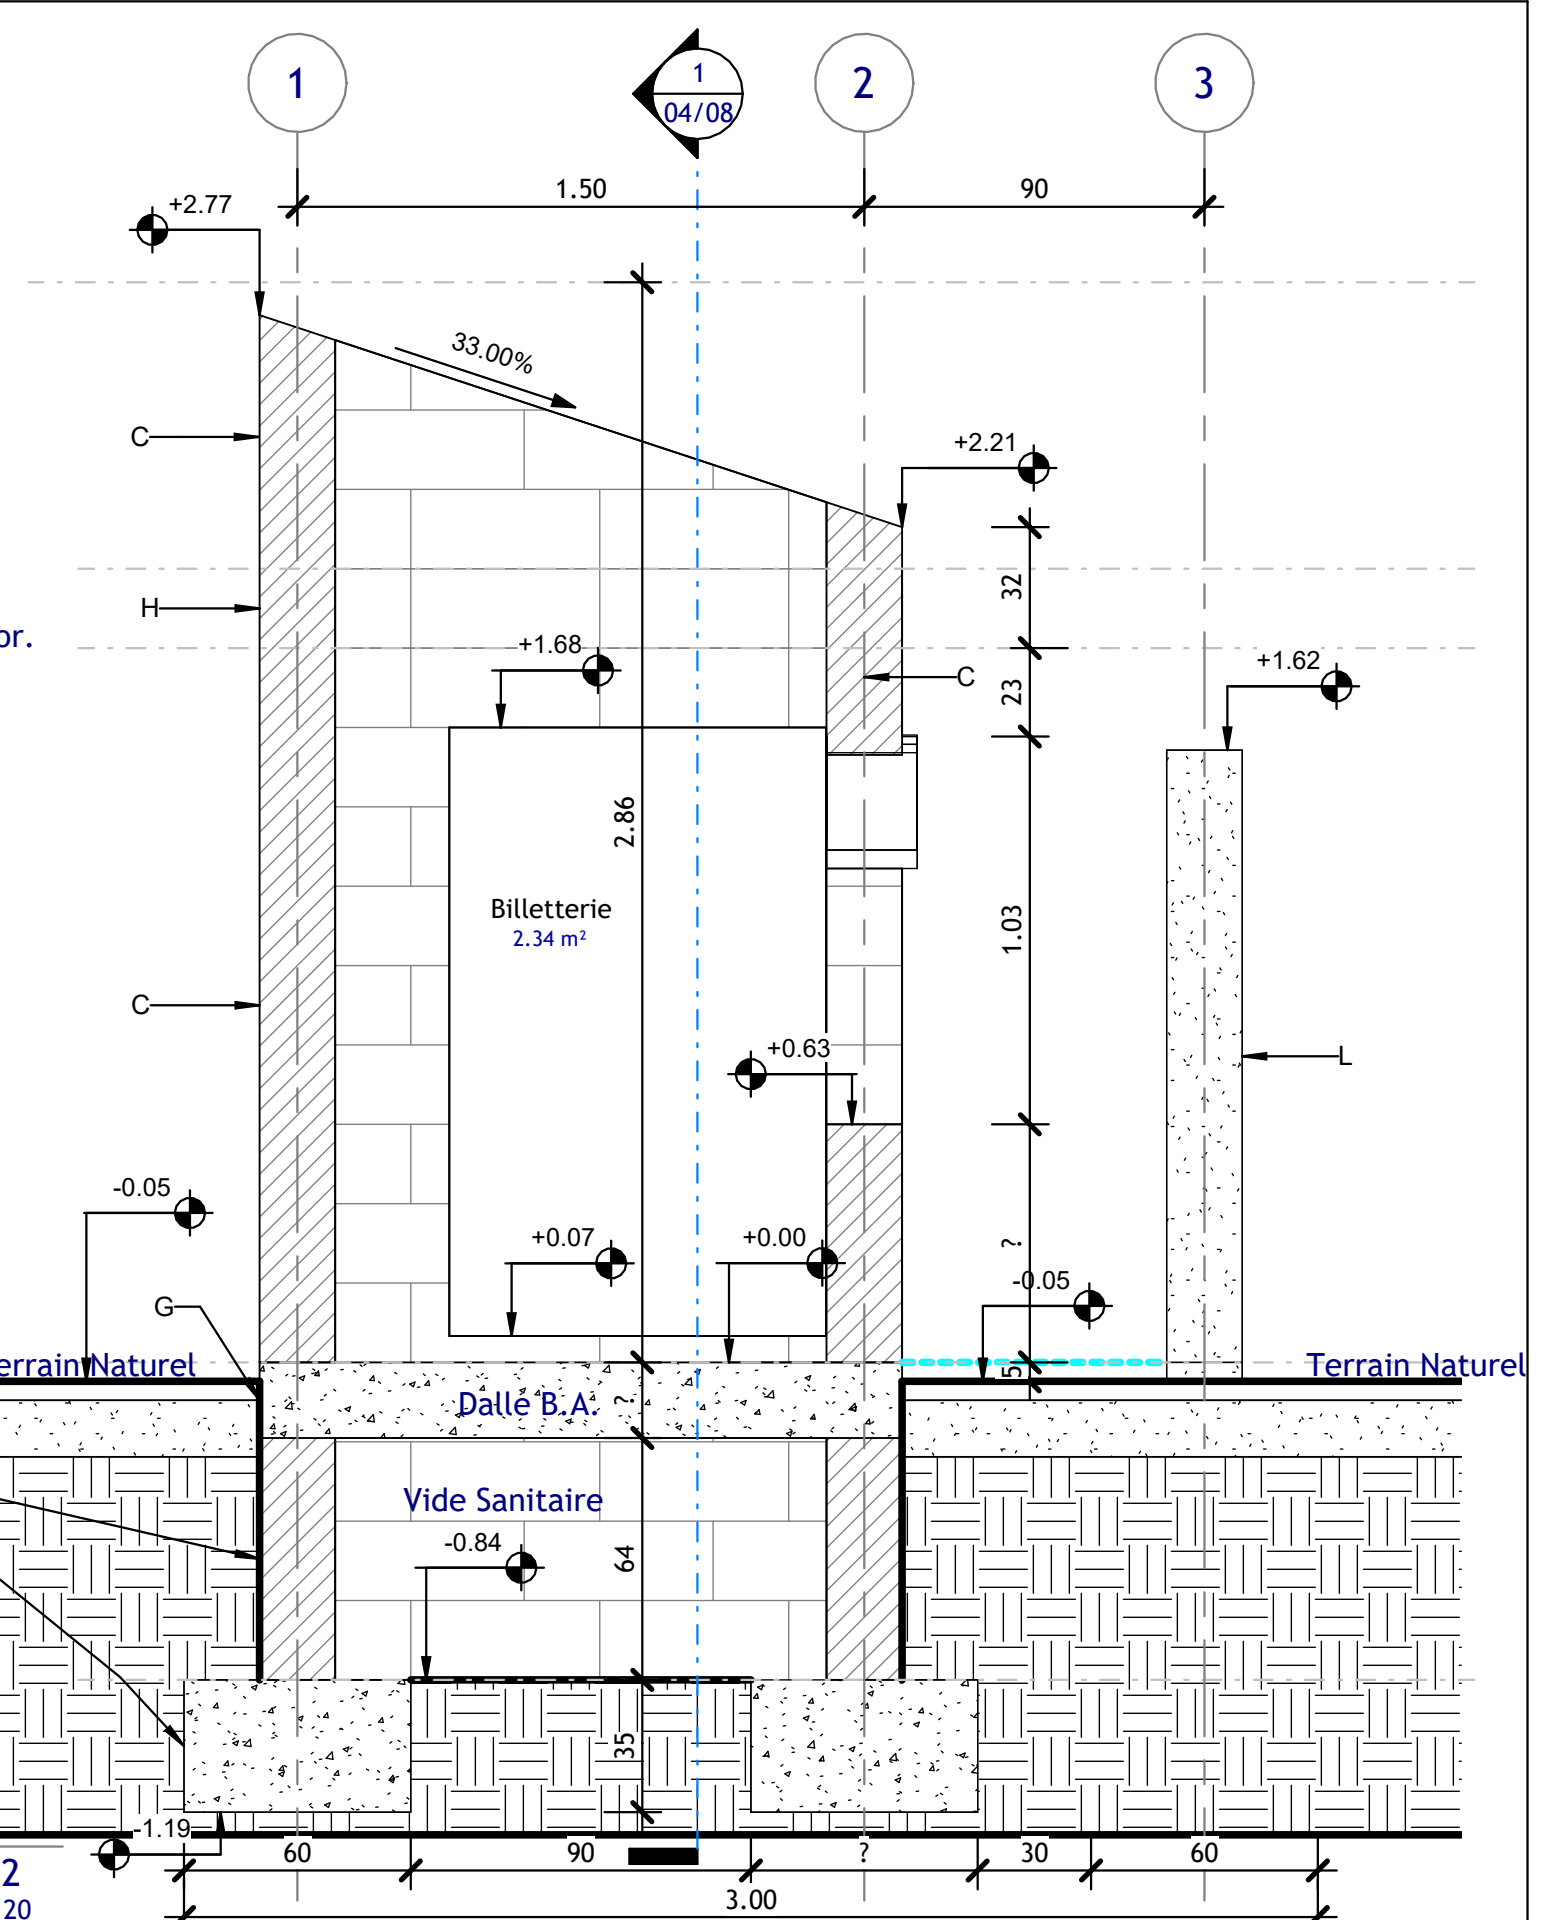 1
1
04/08
2
3
1.50
90
+2.77
33.00%
C
+2.21
32
H
or.
+1.68
C
23
+1.62
2.86
Billetterie
2.34 m²
1.03
C
+0.63
L
-0.05
+0.07
+0.00
?
-0.05
G
errain Naturel
5
Terrain Naturel
Dalle B.A.
?
Vide Sanitaire
-0.84
64
35
-1.19
60
90
?
30
60
2
20
3.00